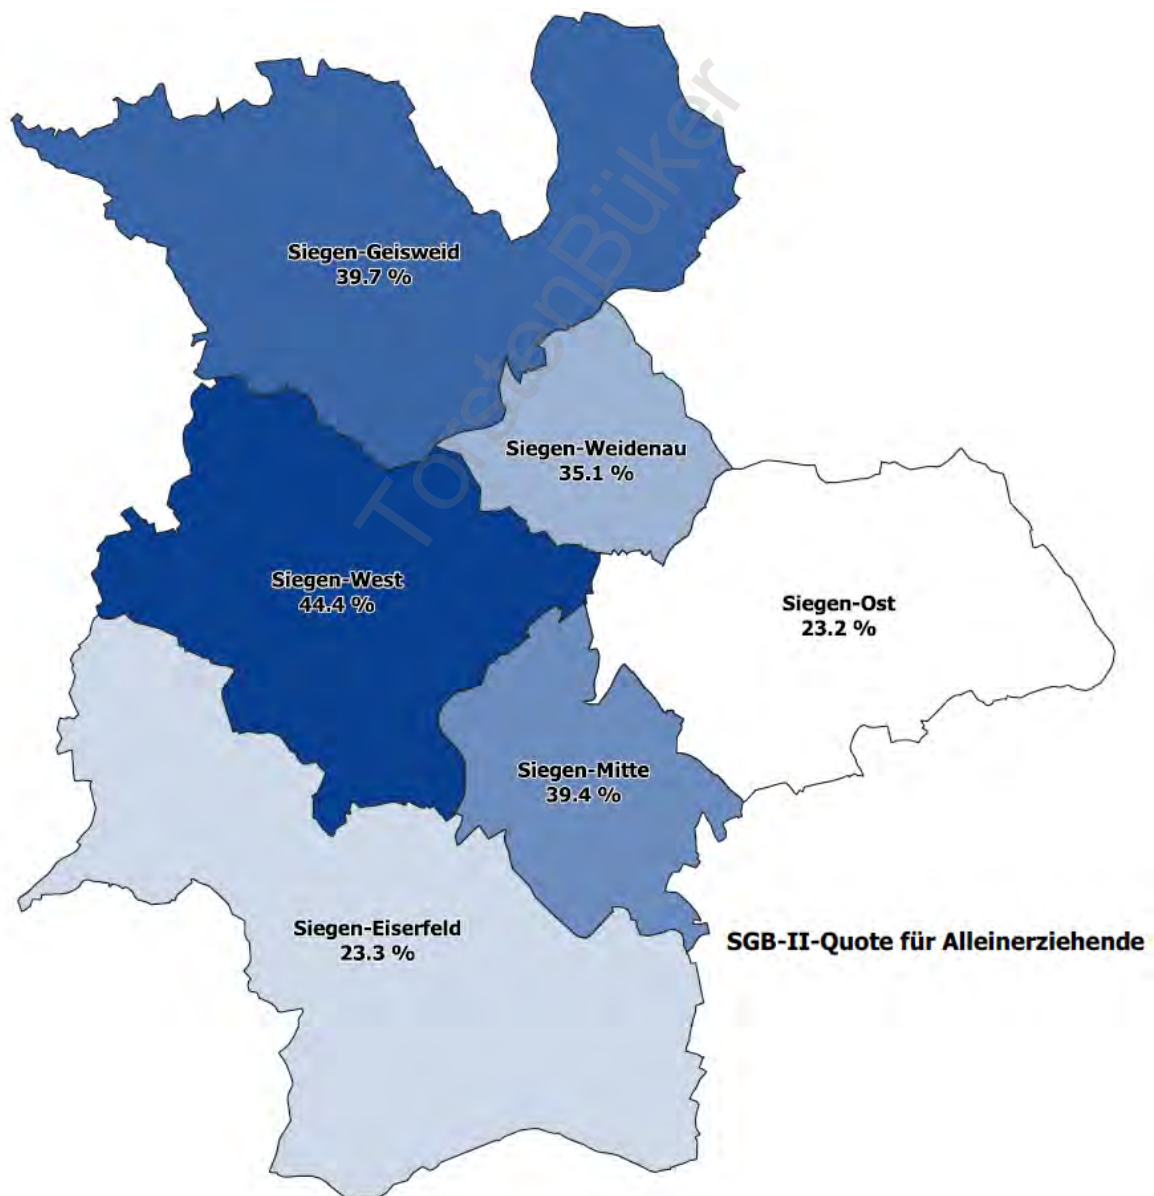 Siegen-Geisweid
39.7 %
Siegen-Weidenau
35.1 %
Siegen-West
44.4 %
Siegen-Ost
23.2 %
Siegen-Mitte
39.4 %
Siegen-Eiserfeld
23.3 %
SGB-II-Quote für Alleinerziehende
TorstenBüker